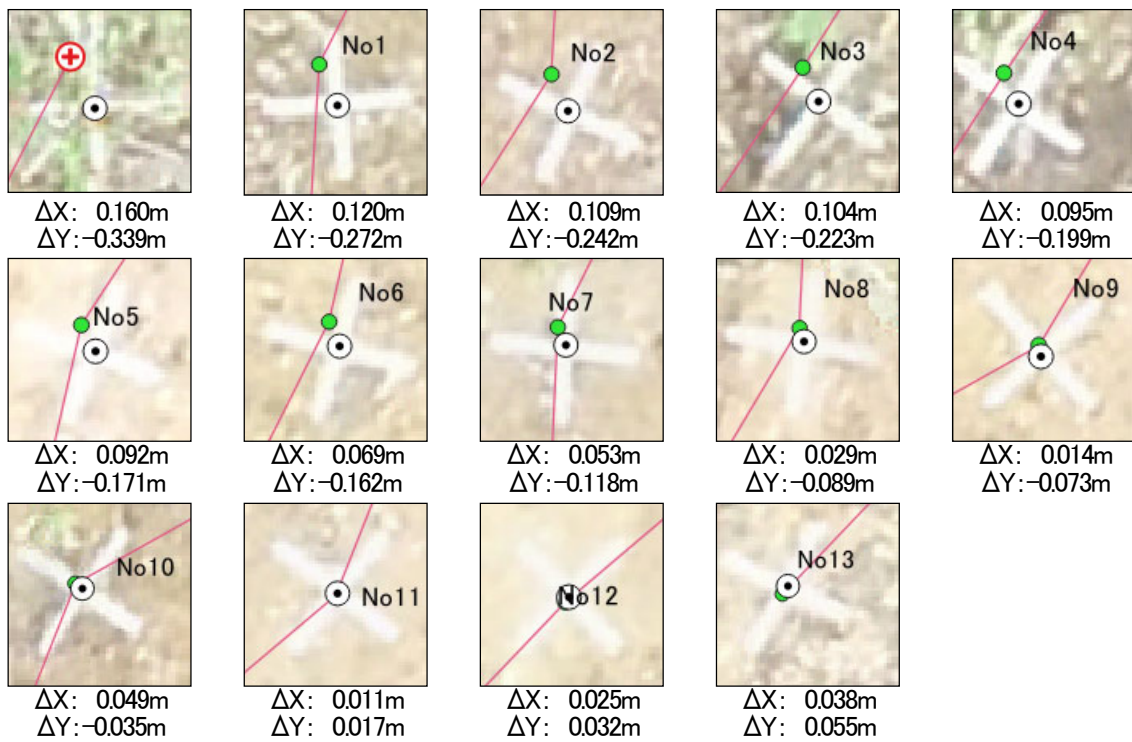 No1
No2
No3
No4
ΔX: 0.160m
ΔY:-0.339m
ΔX: 0.120m
ΔY:-0.272m
ΔX: 0.109m
ΔY:-0.242m
ΔX: 0.104m
ΔY:-0.223m
ΔX: 0.095m
ΔY:-0.199m
No5
No6
No7
No8
No9
ΔX: 0.092m
ΔY:-0.171m
ΔX: 0.069m
ΔY:-0.162m
ΔX: 0.053m
ΔY:-0.118m
ΔX: 0.029m
ΔY:-0.089m
ΔX: 0.014m
ΔY:-0.073m
No10
No11
No12
No13
ΔX: 0.049m
ΔY:-0.035m
ΔX: 0.011m
ΔY: 0.017m
ΔX: 0.025m
ΔY: 0.032m
ΔX: 0.038m
ΔY: 0.055m